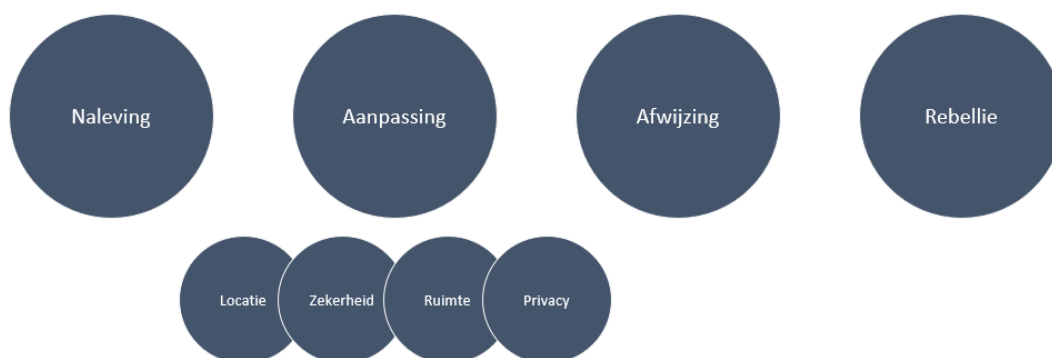 Naleving
Aanpassing
Afwijzing
Rebellie
Locatie
Zekerheid
Ruimte
Privacy